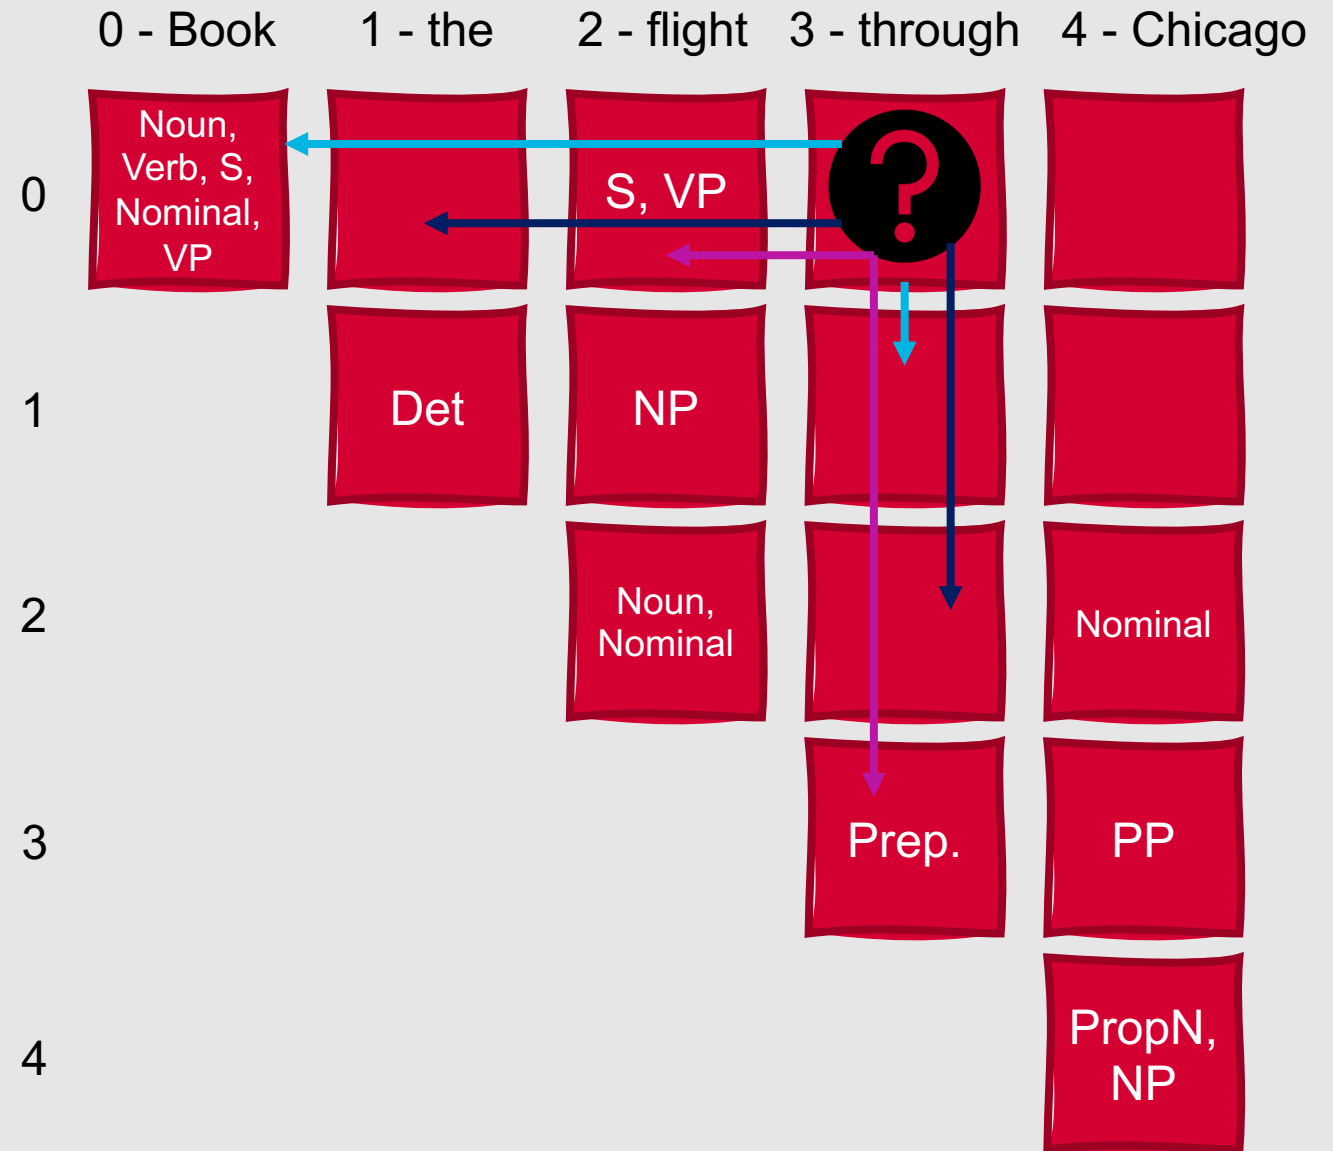 0 - Book 1 - the 2 - flight 3 - through 4 - Chicago
0
Noun,
Verb, S,
Nominal,
VP
S, VP
?
1
Det
NP
2
Noun,
Nominal
Nominal
3
Prep.
PP
4
PropN,
NP